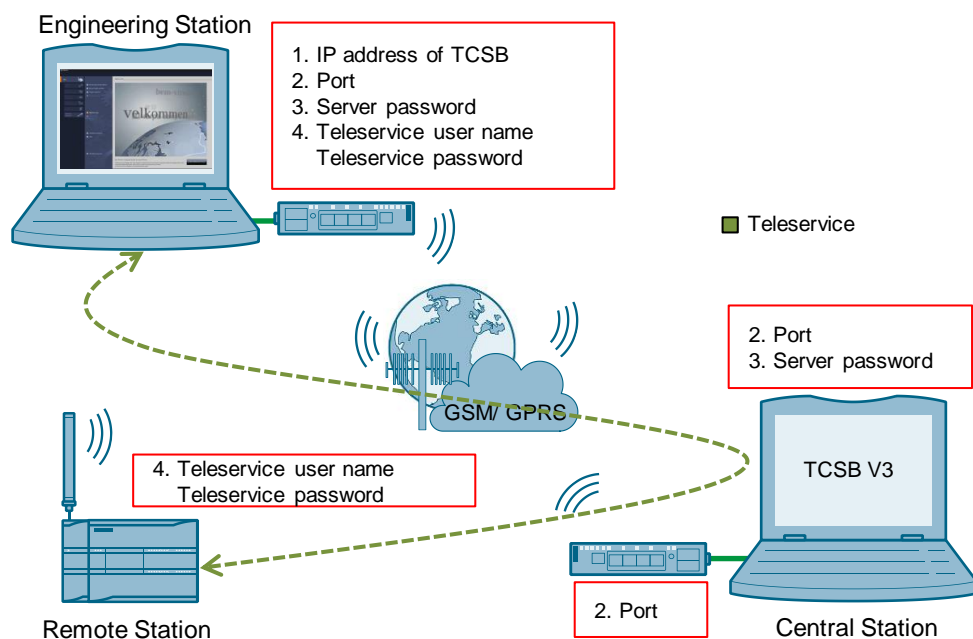 Engineering Station
1. IP address of TCSB
2. Port
3. Server password
4. Teleservice user name
Teleservice password
velkommen
Teleservice
2. Port
3. Server password
GSM/ GPRS
4. Teleservice user name
Teleservice password
TCSB V3
2. Port
Remote Station
Central Station